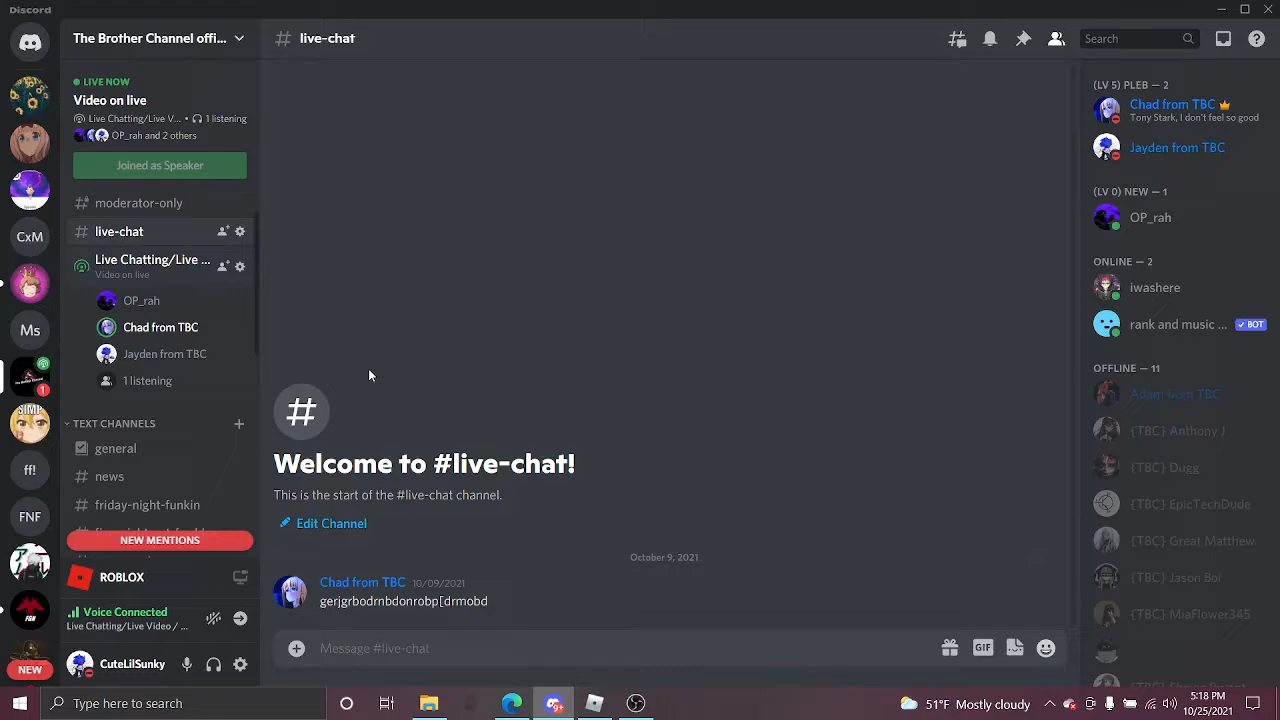 Discord
The Brother Channel offi...
LIVE NOW
Video on live
Live Chatting/Live V... • 1 listening
OP_rah and 2 others
Joined as Speaker
moderator-only
live-chat
Live Chatting/Live ...
Video on live
OP_rah
Chad from TBC
Jayden from TBC
1 listening
TEXT CHANNELS
general
news
friday-night-funkin
NEW MENTIONS
ROBLOX
Voice Connected
Live Chatting/Live Video / ...
CuteLilSunky
CxM
Ms
1
SIMP
ff!
FNF
FGN
NEW
live-chat
Search
Welcome to #live-chat!
This is the start of the #live-chat channel.
Edit Channel
October 9, 2021
Chad from TBC 10/09/2021
gerjgrbodrnbdonrobp[drmobd
Message #live-chat
GIF
(LV 5) PLEB — 2
Chad from TBC
Tony Stark, I don't feel so good
Jayden from TBC
(LV 0) NEW — 1
OP_rah
ONLINE — 2
iwashere
rank and music ... BOT
OFFLINE — 11
Adam from TBC
{TBC} Anthony J
{TBC} Dugg
{TBC} EpicTechDude
{TBC} Great Matthew
{TBC} Jason Boi
{TBC} MiaFlower345
Type here to search
9+
51°F Mostly cloudy
5:18 PM
10/25/2021